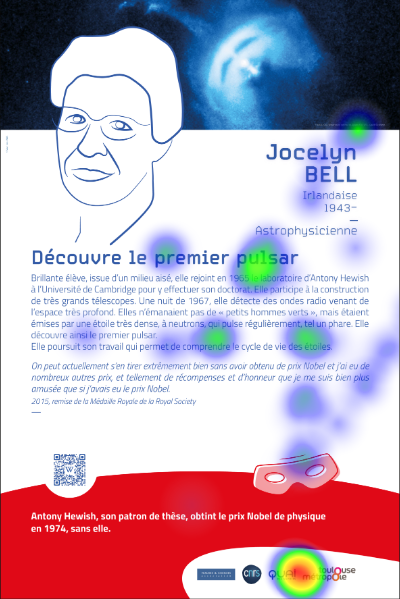 Jocelyn
BELL
Irlandaise
1943–
Astrophysicienne
Découvre le premier pulsar
Brillante élève, issue d'un milieu aisé, elle rejoint en 1965 le laboratoire d'Antony Hewish
à l'Université de Cambridge pour y effectuer son doctorat. Elle participe à la construction
de très grands télescopes. Une nuit de 1967, elle détecte des ondes radio venant de
l'espace très profond. Elles n'émanaient pas de « petits hommes verts », mais étaient
émises par une étoile très dense, à neutrons, qui pulse régulièrement, tel un phare. Elle
découvre ainsi le premier pulsar.
Elle poursuit son travail qui permet de comprendre le cycle de vie des étoiles.
On peut actuellement s'en tirer extrêmement bien sans avoir obtenu de prix Nobel et j'ai eu de
nombreux autres prix, et tellement de récompenses et d'honneur que je me suis bien plus
amusée que si j'avais eu le prix Nobel.
2015, remise de la Médaille Royale de la Royal Society
Antony Hewish, son patron de thèse, obtint le prix Nobel de physique
en 1974, sans elle.
cnrs
toulouse
métropole